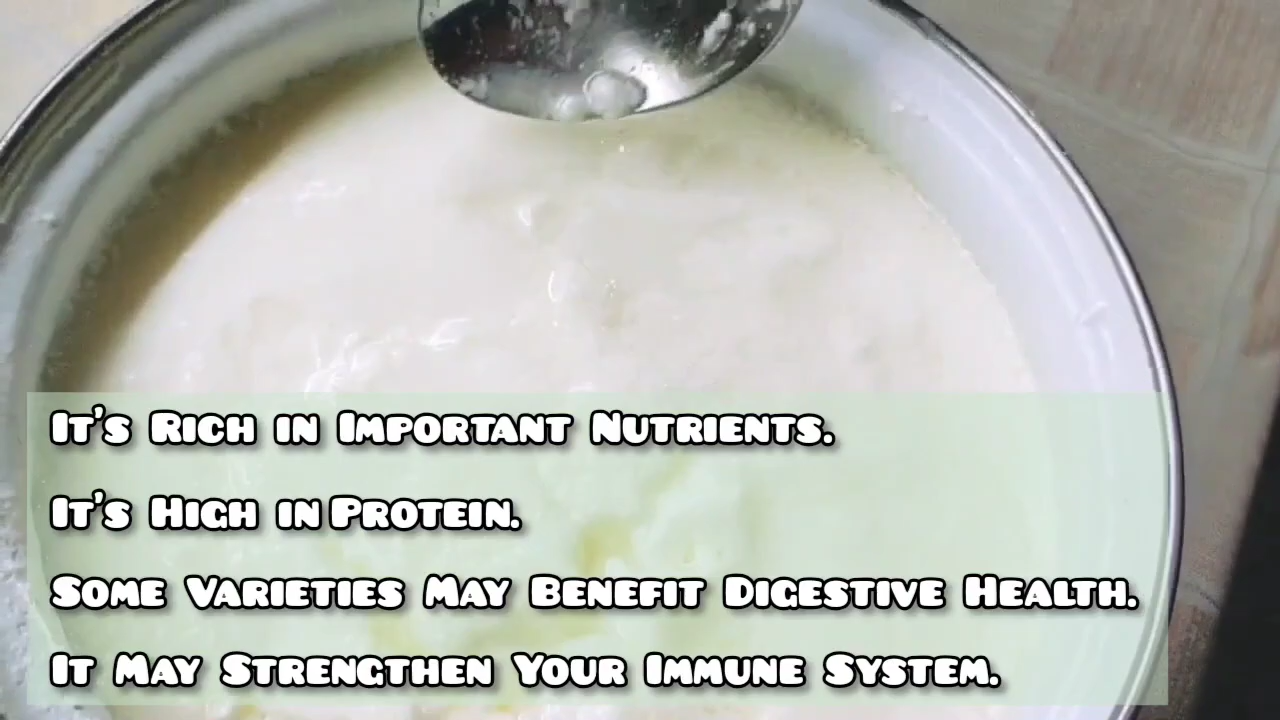 It's Rich in Important Nutrients.
It's High in Protein.
Some Varieties May Benefit Digestive Health.
It May Strengthen Your Immune System.